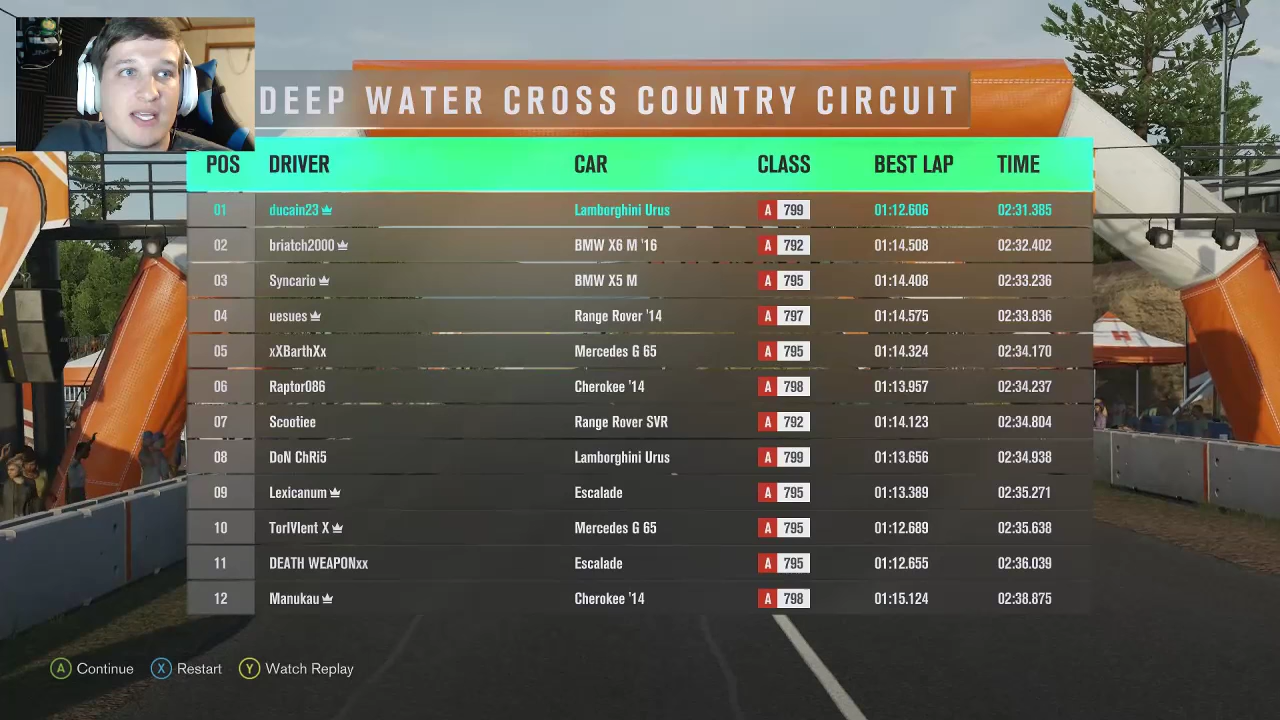 DEEP WATER CROSS COUNTRY CIRCUIT
POS DRIVER CAR CLASS BEST LAP TIME
01 ducain23 Lamborghini Urus A 799 01:12.606 02:31.385
02 briatch2000 BMW X6 M '16 A 792 01:14.508 02:32.402
03 Syncario BMW X5 M A 795 01:14.408 02:33.236
04 uesues Range Rover '14 A 797 01:14.575 02:33.836
05 xXBarthXx Mercedes G 65 A 795 01:14.324 02:34.170
06 Raptor086 Cherokee '14 A 798 01:13.957 02:34.237
07 Scootiee Range Rover SVR A 792 01:14.123 02:34.804
08 DoN ChRi5 Lamborghini Urus A 799 01:13.656 02:34.938
09 Lexicanum Escalade A 795 01:13.389 02:35.271
10 TorIVIent X Mercedes G 65 A 795 01:12.689 02:35.638
11 DEATH WEAPONxx Escalade A 795 01:12.655 02:36.039
12 Manukau Cherokee '14 A 798 01:15.124 02:38.875
A Continue X Restart Y Watch Replay